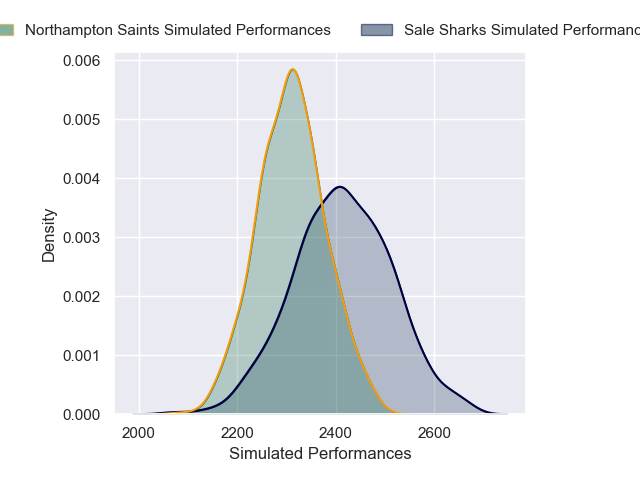 Northampton Saints Simulated Performances Sale Sharks Simulated
0.006
0.005
0.004
0.003
0.002
0.001
0.000
Density
2000 2200 2400 2600
Simulated Performances